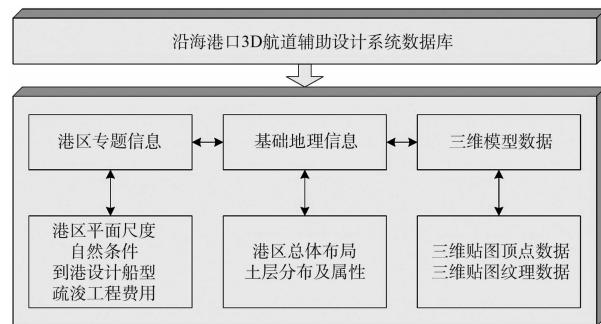 沿海港口3D航道辅助设计系统数据库
港区专题信息
基础地理信息
三维模型数据
港区平面尺度
自然条件
到港设计船型
疏浚工程费用
港区总体布局
土层分布及属性
三维贴图顶点数据
三维贴图纹理数据